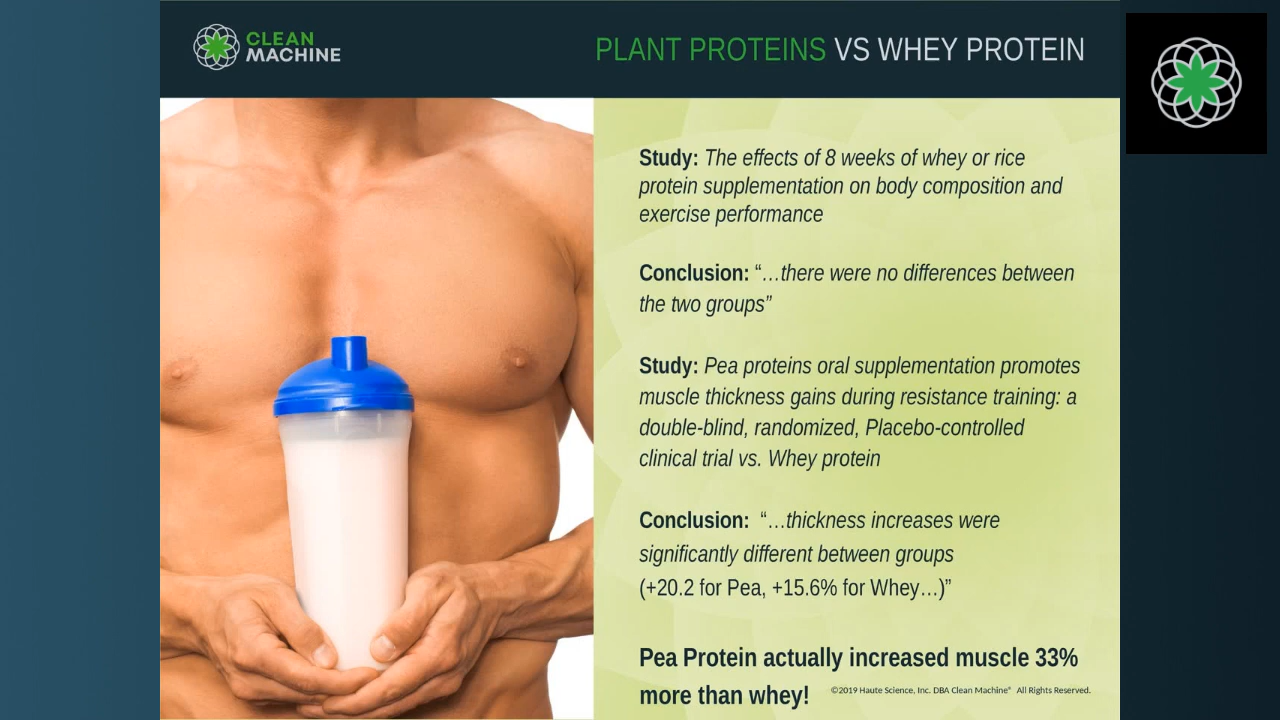 CLEAN
MACHINE
PLANT PROTEINS VS WHEY PROTEIN
Study: The effects of 8 weeks of whey or rice
protein supplementation on body composition and
exercise performance
Conclusion: “…there were no differences between
the two groups”
Study: Pea proteins oral supplementation promotes
muscle thickness gains during resistance training: a
double-blind, randomized, Placebo-controlled
clinical trial vs. Whey protein
Conclusion: “…thickness increases were
significantly different between groups
(+20.2 for Pea, +15.6% for Whey…)”
Pea Protein actually increased muscle 33%
more than whey!
©2019 Haute Science, Inc. DBA Clean Machine® All Rights Reserved.